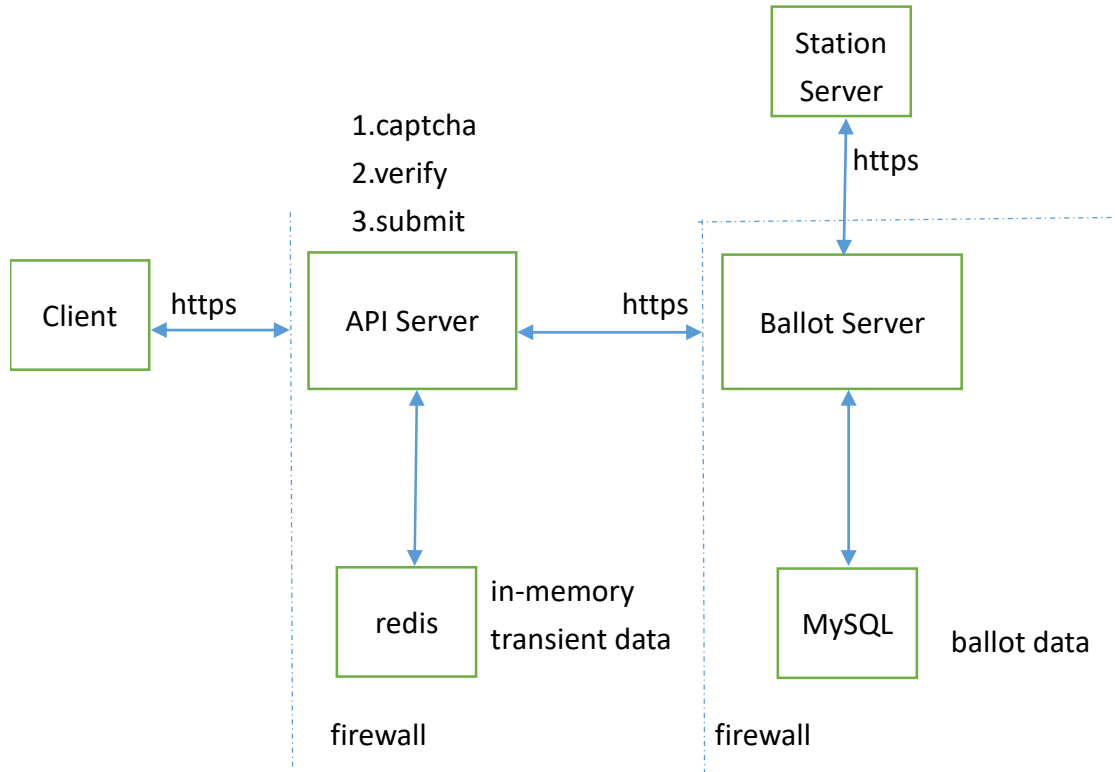 Station
Server
1.captcha
2.verify
3.submit
https
Client
https
API Server
https
Ballot Server
redis
in-memory
transient data
MySQL
ballot data
firewall
firewall